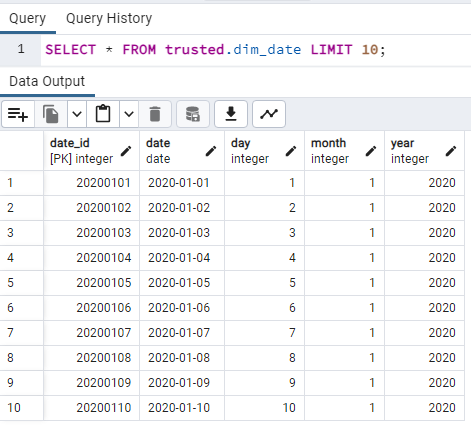 Query Query History
1 SELECT * FROM trusted.dim_date LIMIT 10;
Data Output
date_id date day month year
[PK] integer date integer integer integer
1 20200101 2020-01-01 1 1 2020
2 20200102 2020-01-02 2 1 2020
3 20200103 2020-01-03 3 1 2020
4 20200104 2020-01-04 4 1 2020
5 20200105 2020-01-05 5 1 2020
6 20200106 2020-01-06 6 1 2020
7 20200107 2020-01-07 7 1 2020
8 20200108 2020-01-08 8 1 2020
9 20200109 2020-01-09 9 1 2020
10 20200110 2020-01-10 10 1 2020